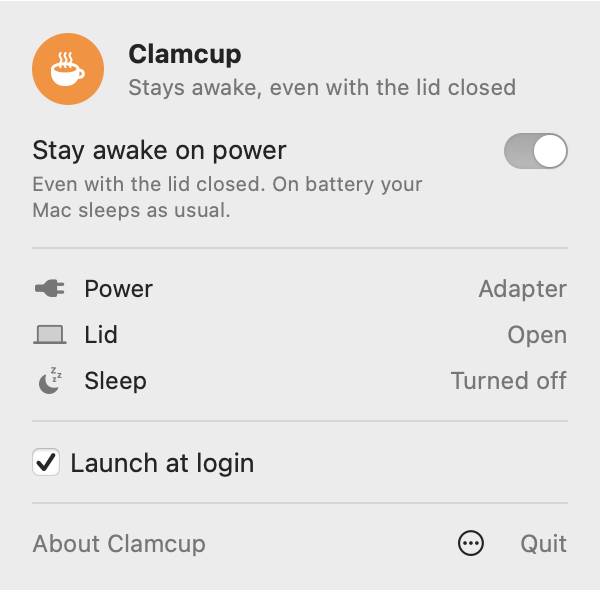 Clamcup
Stays awake, even with the lid closed
Stay awake on power
Even with the lid closed. On battery your
Mac sleeps as usual.
Power Adapter
Lid Open
Sleep Turned off
Launch at login
About Clamcup Quit